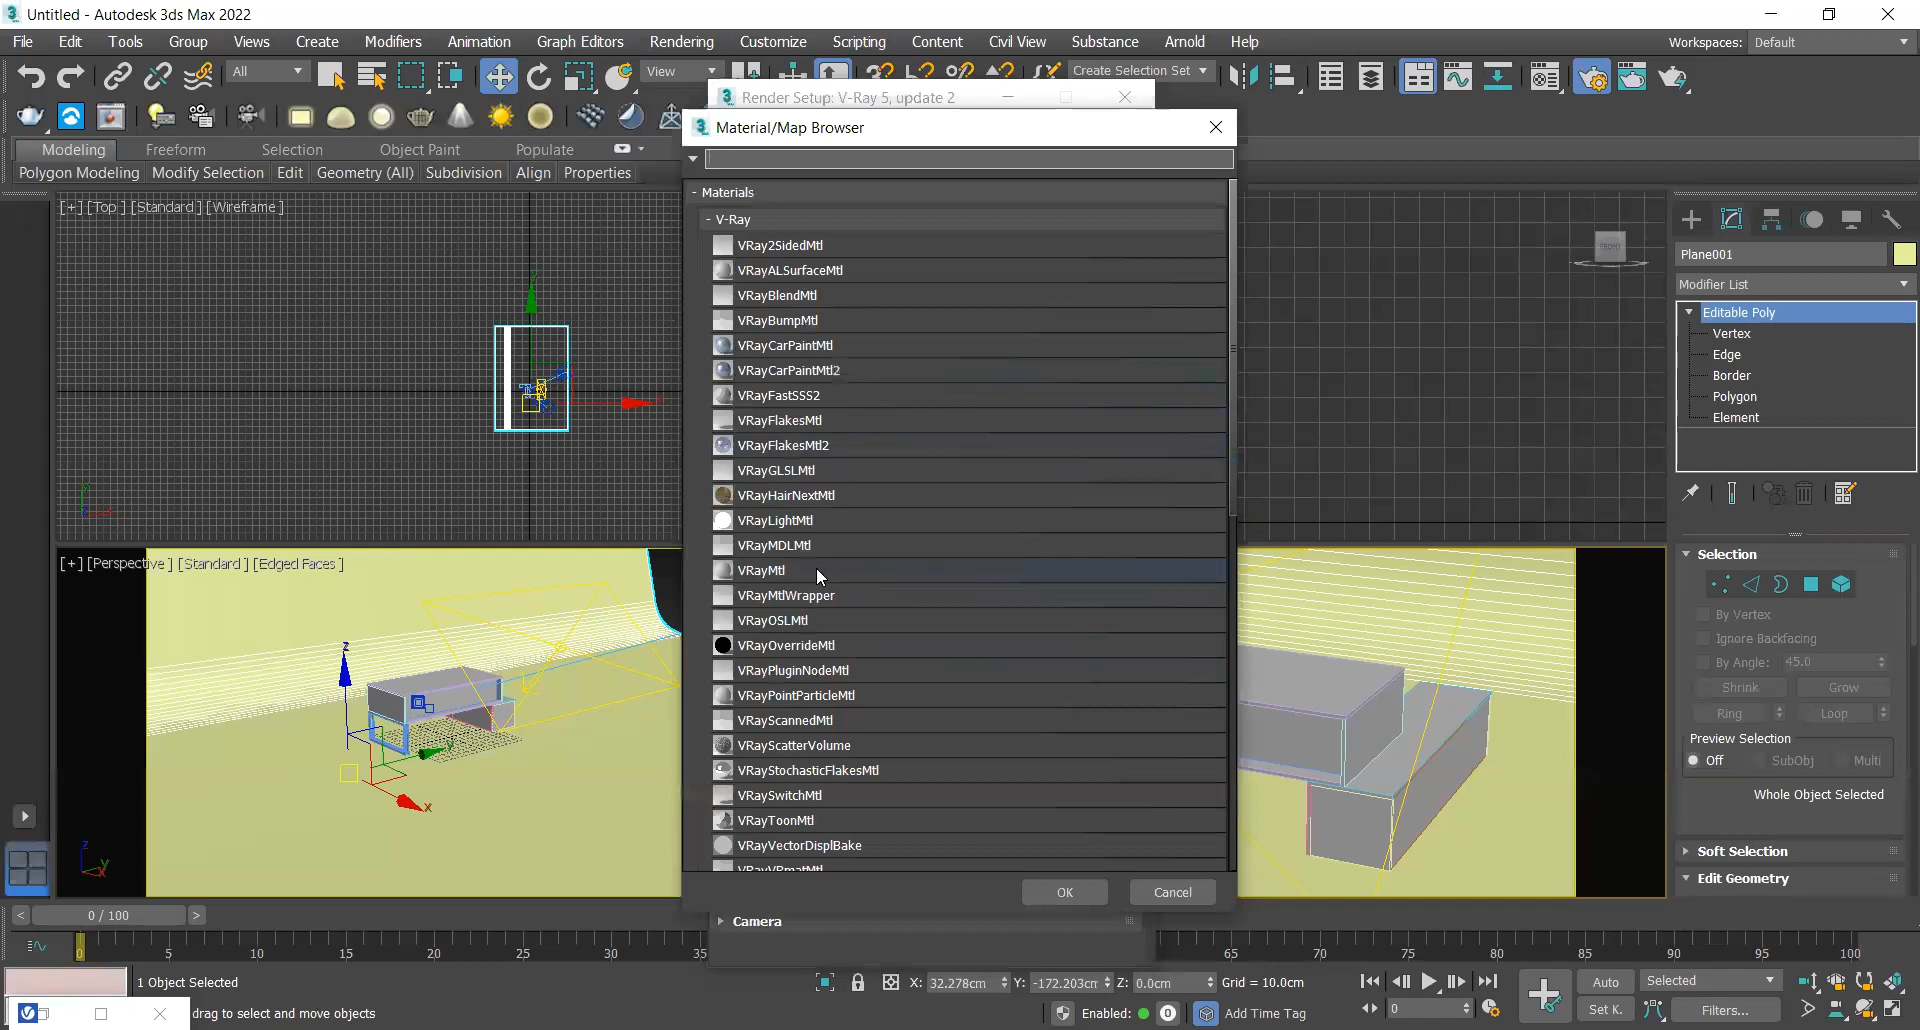 Untitled - Autodesk 3ds Max 2022
File Edit Tools Group Views Create Modifiers Animation Graph Editors Rendering Customize Scripting Content Civil View Substance Arnold Help
Workspaces: Default
All
View
Create Selection Set
Render Setup: V-Ray 5, update 2
Material/Map Browser
Modeling Freeform Selection Object Paint Populate
Polygon Modeling Modify Selection Edit Geometry (All) Subdivision Align Properties
[+] [Top ] [Standard ] [Wireframe ]
- Materials
- V-Ray
VRay2SidedMtl
VRayALSurfaceMtl
VRayBlendMtl
VRayBumpMtl
VRayCarPaintMtl
VRayCarPaintMtl2
VRayFastSSS2
VRayFlakesMtl
VRayFlakesMtl2
VRayGLSLMtl
VRayHairNextMtl
VRayLightMtl
VRayMDLMtl
VRayMtl
VRayMtlWrapper
VRayOSLMtl
VRayOverrideMtl
VRayPluginNodeMtl
VRayPointParticleMtl
VRayScannedMtl
VRayScatterVolume
VRayStochasticFlakesMtl
VRaySwitchMtl
VRayToonMtl
VRayVectorDisplBake
VRayVRmatMtl
OK Cancel
Camera
[+] [Perspective ] [Standard ] [Edged Faces ]
z
y
x
z
y
x
FRONT
Plane001
Modifier List
Editable Poly
Vertex
Edge
Border
Polygon
Element
Selection
By Vertex
Ignore Backfacing
By Angle: 45.0
Shrink Grow
Ring Loop
Preview Selection
Off SubObj Multi
Whole Object Selected
Soft Selection
Edit Geometry
< 0 / 100 >
0 5 10 15 20 25 30 35 65 70 75 80 85 90 95 100
1 Object Selected
drag to select and move objects
X: 32.278cm Y: -172.203cm Z: 0.0cm Grid = 10.0cm
Enabled: 0 Add Time Tag
0
Auto Selected
Set K. Filters...